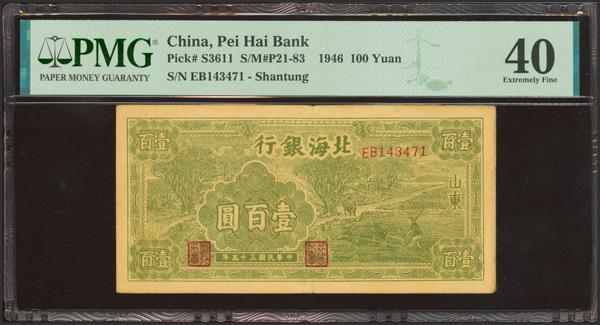 PMG
PAPER MONEY GUARANTY
China, Pei Hai Bank
Pick# S3611 S/M#P21-83 1946 100 Yuan
S/N EB143471 - Shantung
40
Extremely Fine
百壹
百壹
行銀海北
EB143471
山東
圓百壹
年五十三國民華中
百壹
百壹